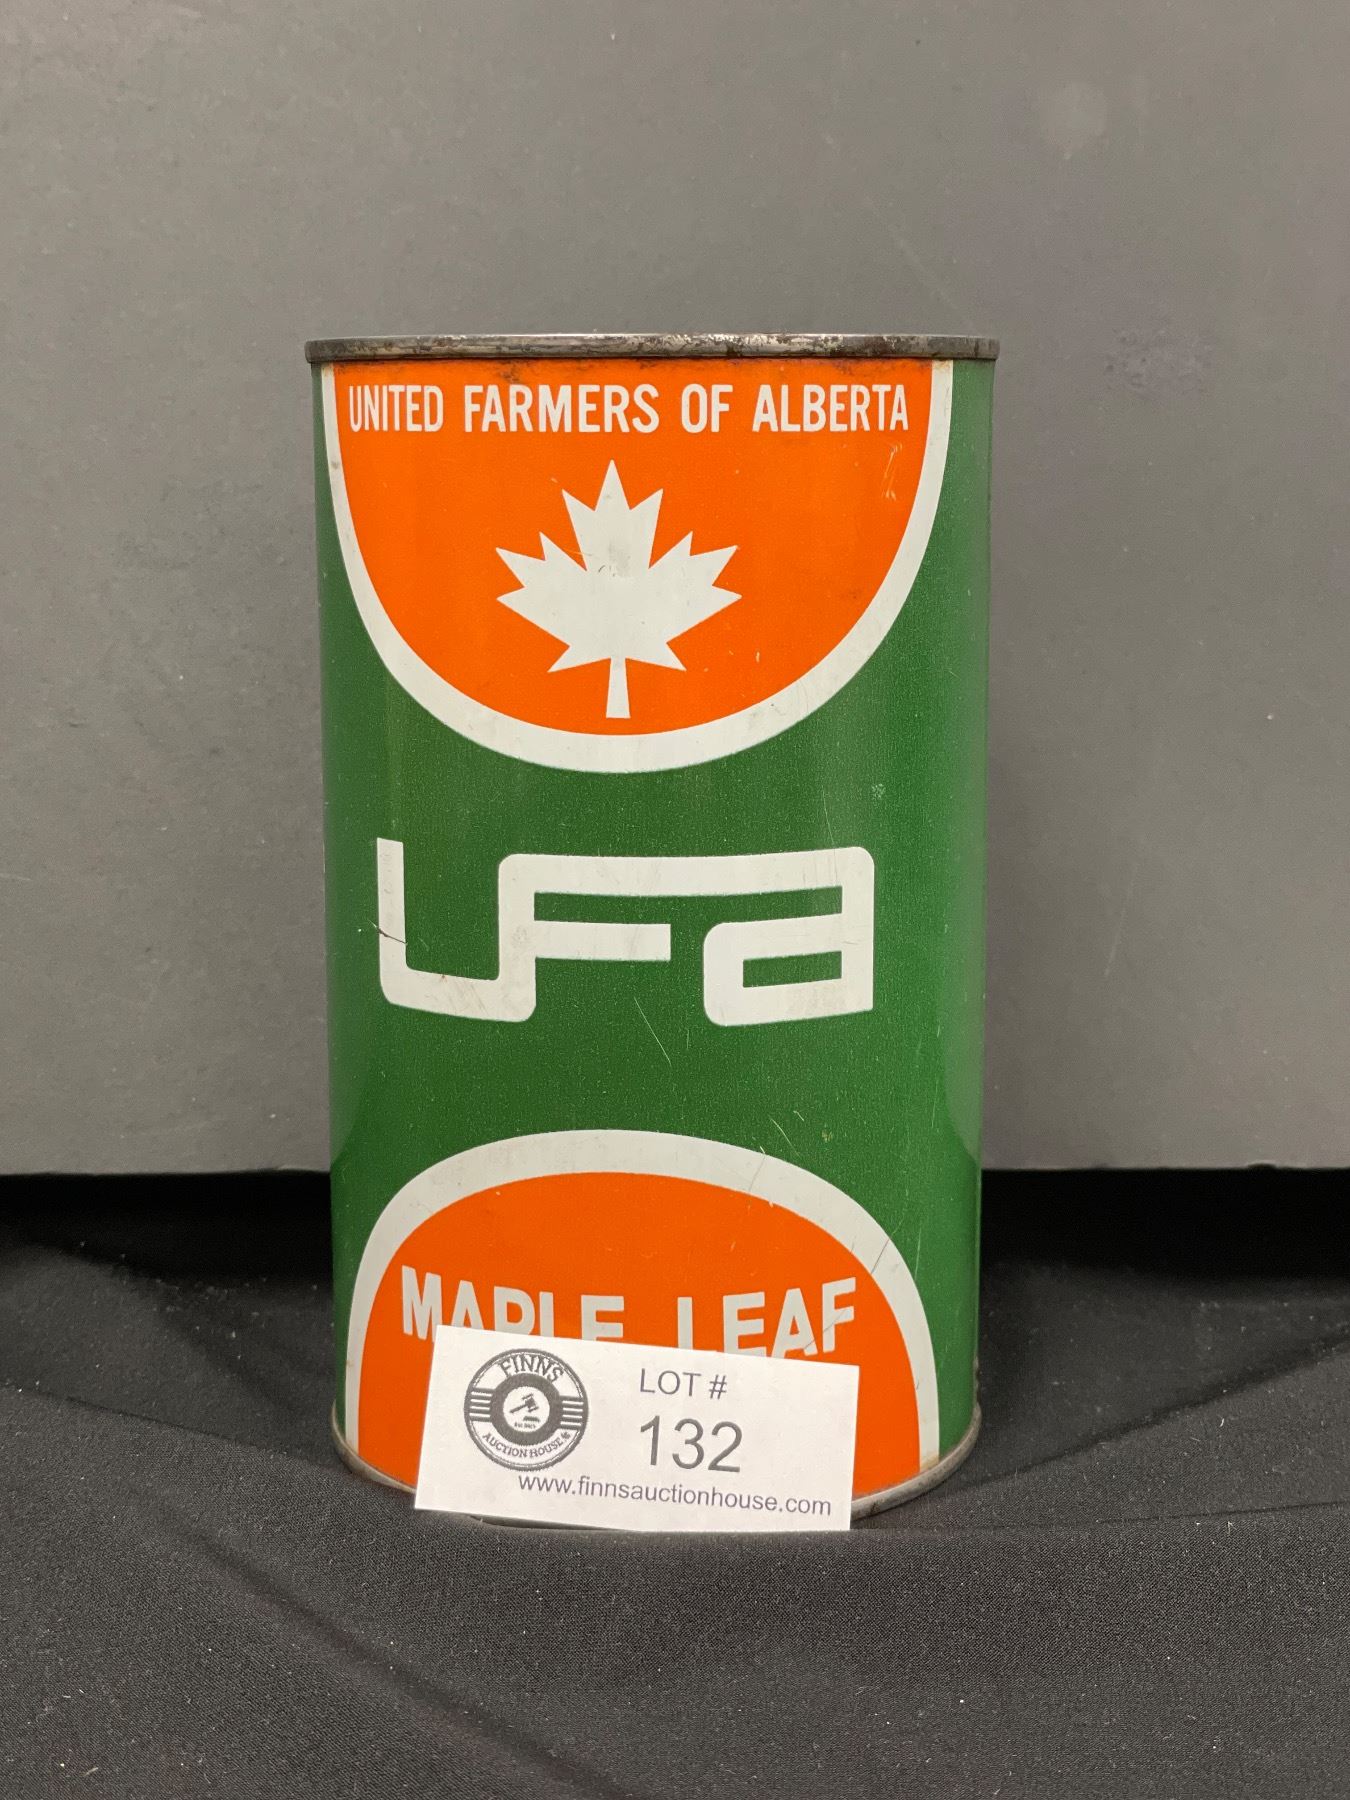 UNITED FARMERS OF ALBERTA
UFA
MAPLE LEAF
FINNS
AUCTION HOUSE
LOT #
132
www.finnsauctionhouse.com